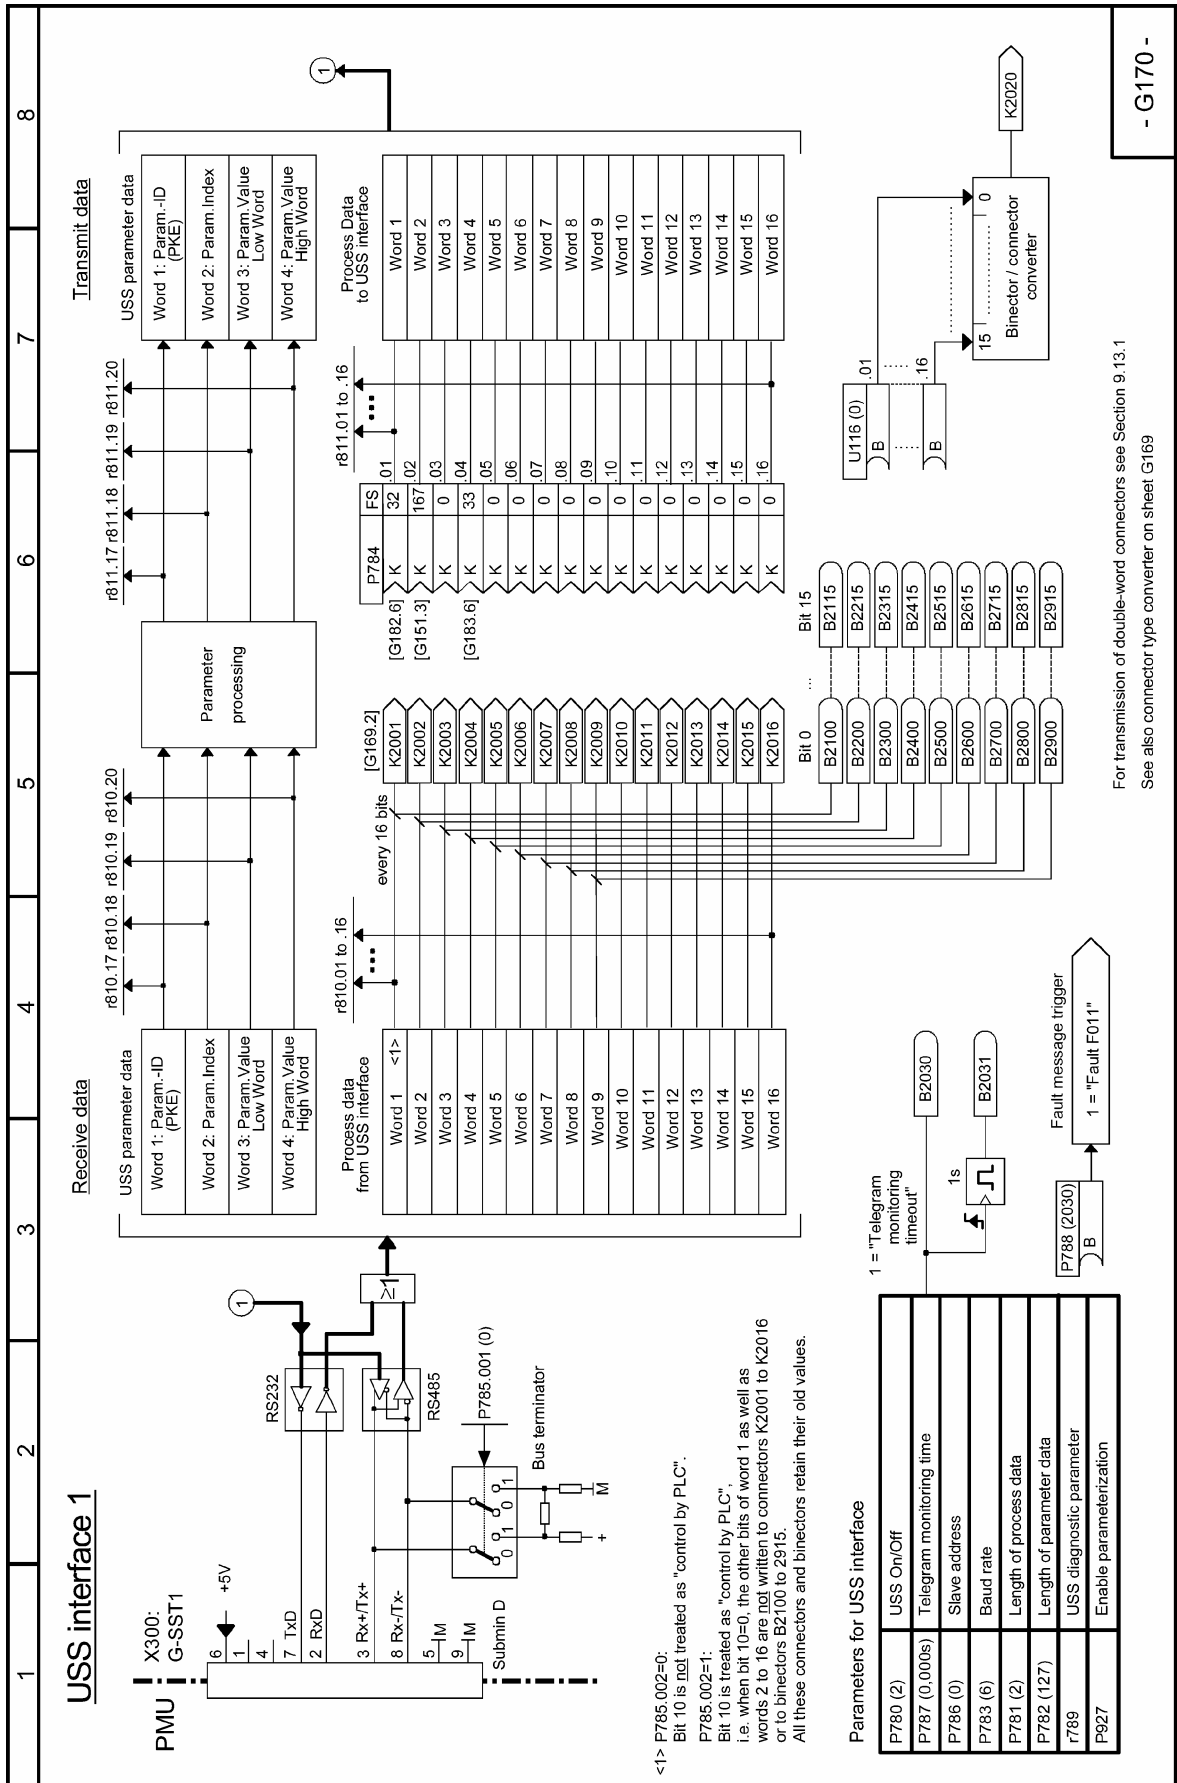 1 2 3 4 5 6 7 8
USS interface 1
PMU
X300:
G-SST1
6
+5V
1
4
7 TxD
2 RxD
3 Rx+/Tx+
8 Rx-/Tx-
5 M
9 M
Submin D
RS232
RS485
1
≥1
P785.001 (0)
0 1 0 1
+ M
Bus terminator
<1> P785.002=0:
Bit 10 is not treated as "control by PLC".
P785.002=1:
Bit 10 is treated as "control by PLC",
i.e. when bit 10=0, the other bits of word 1 as well as
words 2 to 16 are not written to connectors K2001 to K2016
or to binectors B2100 to 2915.
All these connectors and binectors retain their old values.
Parameters for USS interface
P780 (2) USS On/Off
P787 (0,000s) Telegram monitoring time
P786 (0) Slave address
P783 (6) Baud rate
P781 (2) Length of process data
P782 (127) Length of parameter data
r789 USS diagnostic parameter
P927 Enable parameterization
1 = "Telegram
monitoring
timeout"
B2030
1s
B2031
P788 (2030)
B
Fault message trigger
1 = "Fault F011"
Receive data
USS parameter data
Word 1: Param.-ID
(PKE)
Word 2: Param.Index
Word 3: Param.Value
Low Word
Word 4: Param.Value
High Word
r810.17 r810.18 r810.19 r810.20
Process data
from USS interface
Word 1 <1>
Word 2
Word 3
Word 4
Word 5
Word 6
Word 7
Word 8
Word 9
Word 10
Word 11
Word 12
Word 13
Word 14
Word 15
Word 16
r810.01 to .16
every 16 bits
[G169.2]
K2001
K2002
K2003
K2004
K2005
K2006
K2007
K2008
K2009
K2010
K2011
K2012
K2013
K2014
K2015
K2016
Bit 0 ... Bit 15
B2100 B2115
B2200 B2215
B2300 B2315
B2400 B2415
B2500 B2515
B2600 B2615
B2700 B2715
B2800 B2815
B2900 B2915
Parameter
processing
r811.17 r811.18 r811.19 r811.20
Transmit data
USS parameter data
Word 1: Param.-ID
(PKE)
Word 2: Param.Index
Word 3: Param.Value
Low Word
Word 4: Param.Value
High Word
1
P784 FS
[G182.6] K 32 .01
[G151.3] K 167 .02
K 0 .03
[G183.6] K 33 .04
K 0 .05
K 0 .06
K 0 .07
K 0 .08
K 0 .09
K 0 .10
K 0 .11
K 0 .12
K 0 .13
K 0 .14
K 0 .15
K 0 .16
r811.01 to .16
Process Data
to USS interface
Word 1
Word 2
Word 3
Word 4
Word 5
Word 6
Word 7
Word 8
Word 9
Word 10
Word 11
Word 12
Word 13
Word 14
Word 15
Word 16
U116 (0)
B .01
B .16
15 0
Binector / connector
converter
K2020
For transmission of double-word connectors see Section 9.13.1
See also connector type converter on sheet G169
- G170 -